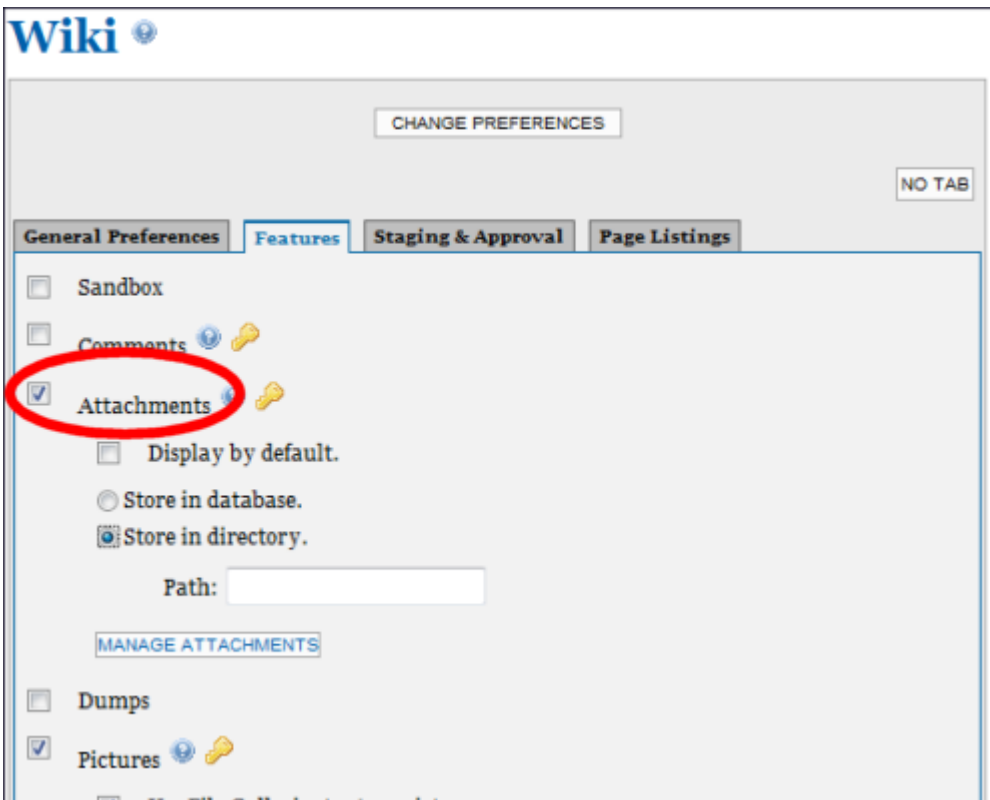 Wiki
CHANGE PREFERENCES
NO TAB
General Preferences Features Staging & Approval Page Listings
Sandbox
Comments
Attachments
Display by default.
Store in database.
Store in directory.
Path:
MANAGE ATTACHMENTS
Dumps
Pictures